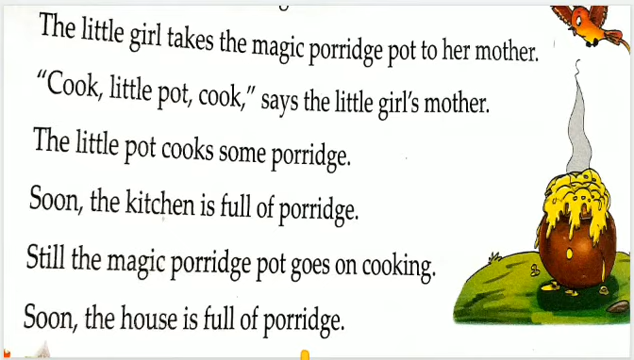 The little girl takes the magic porridge pot to her mother.
“Cook, little pot, cook,” says the little girl’s mother.
The little pot cooks some porridge.
Soon, the kitchen is full of porridge.
Still the magic porridge pot goes on cooking.
Soon, the house is full of porridge.